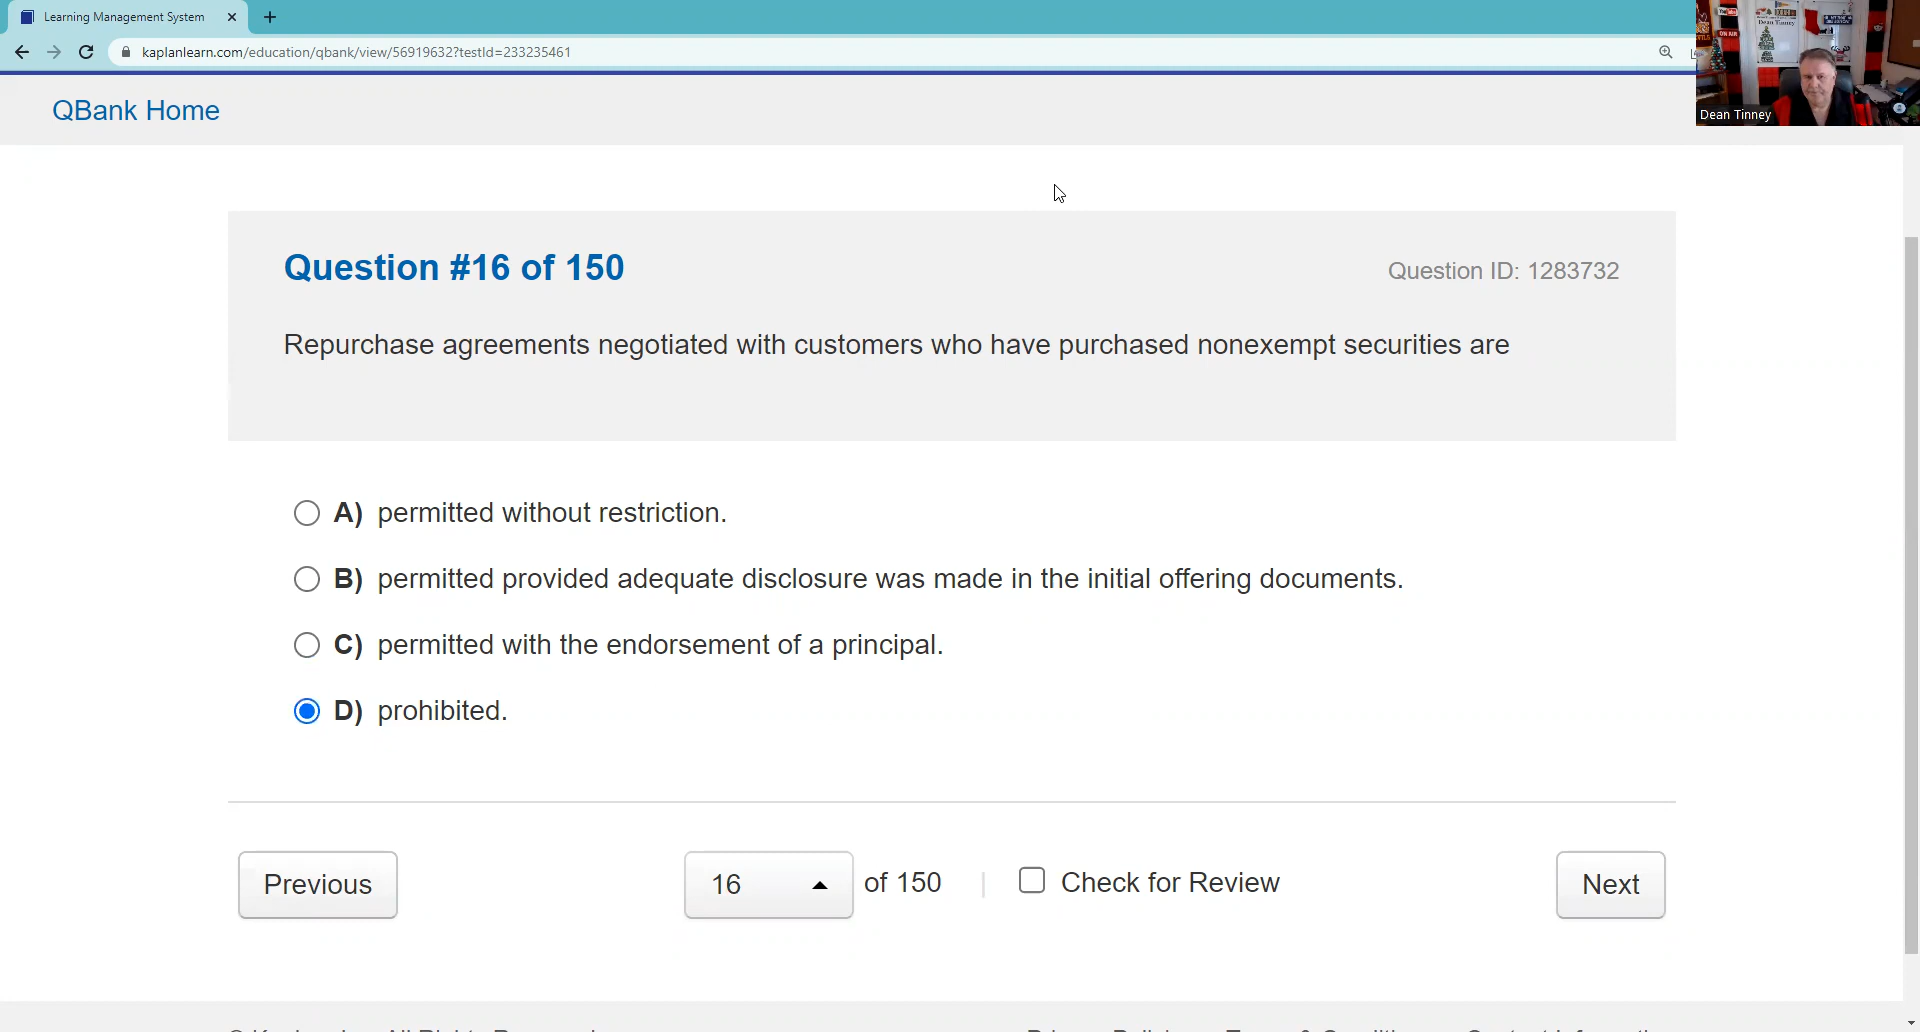 Learning Management System
kaplanlearn.com/education/qbank/view/56919632?testId=233235461
QBank Home
ON AIR
Dean Tinney
Question #16 of 150
Question ID: 1283732
Repurchase agreements negotiated with customers who have purchased nonexempt securities are
A) permitted without restriction.
B) permitted provided adequate disclosure was made in the initial offering documents.
C) permitted with the endorsement of a principal.
D) prohibited.
Previous
16
of 150
Check for Review
Next